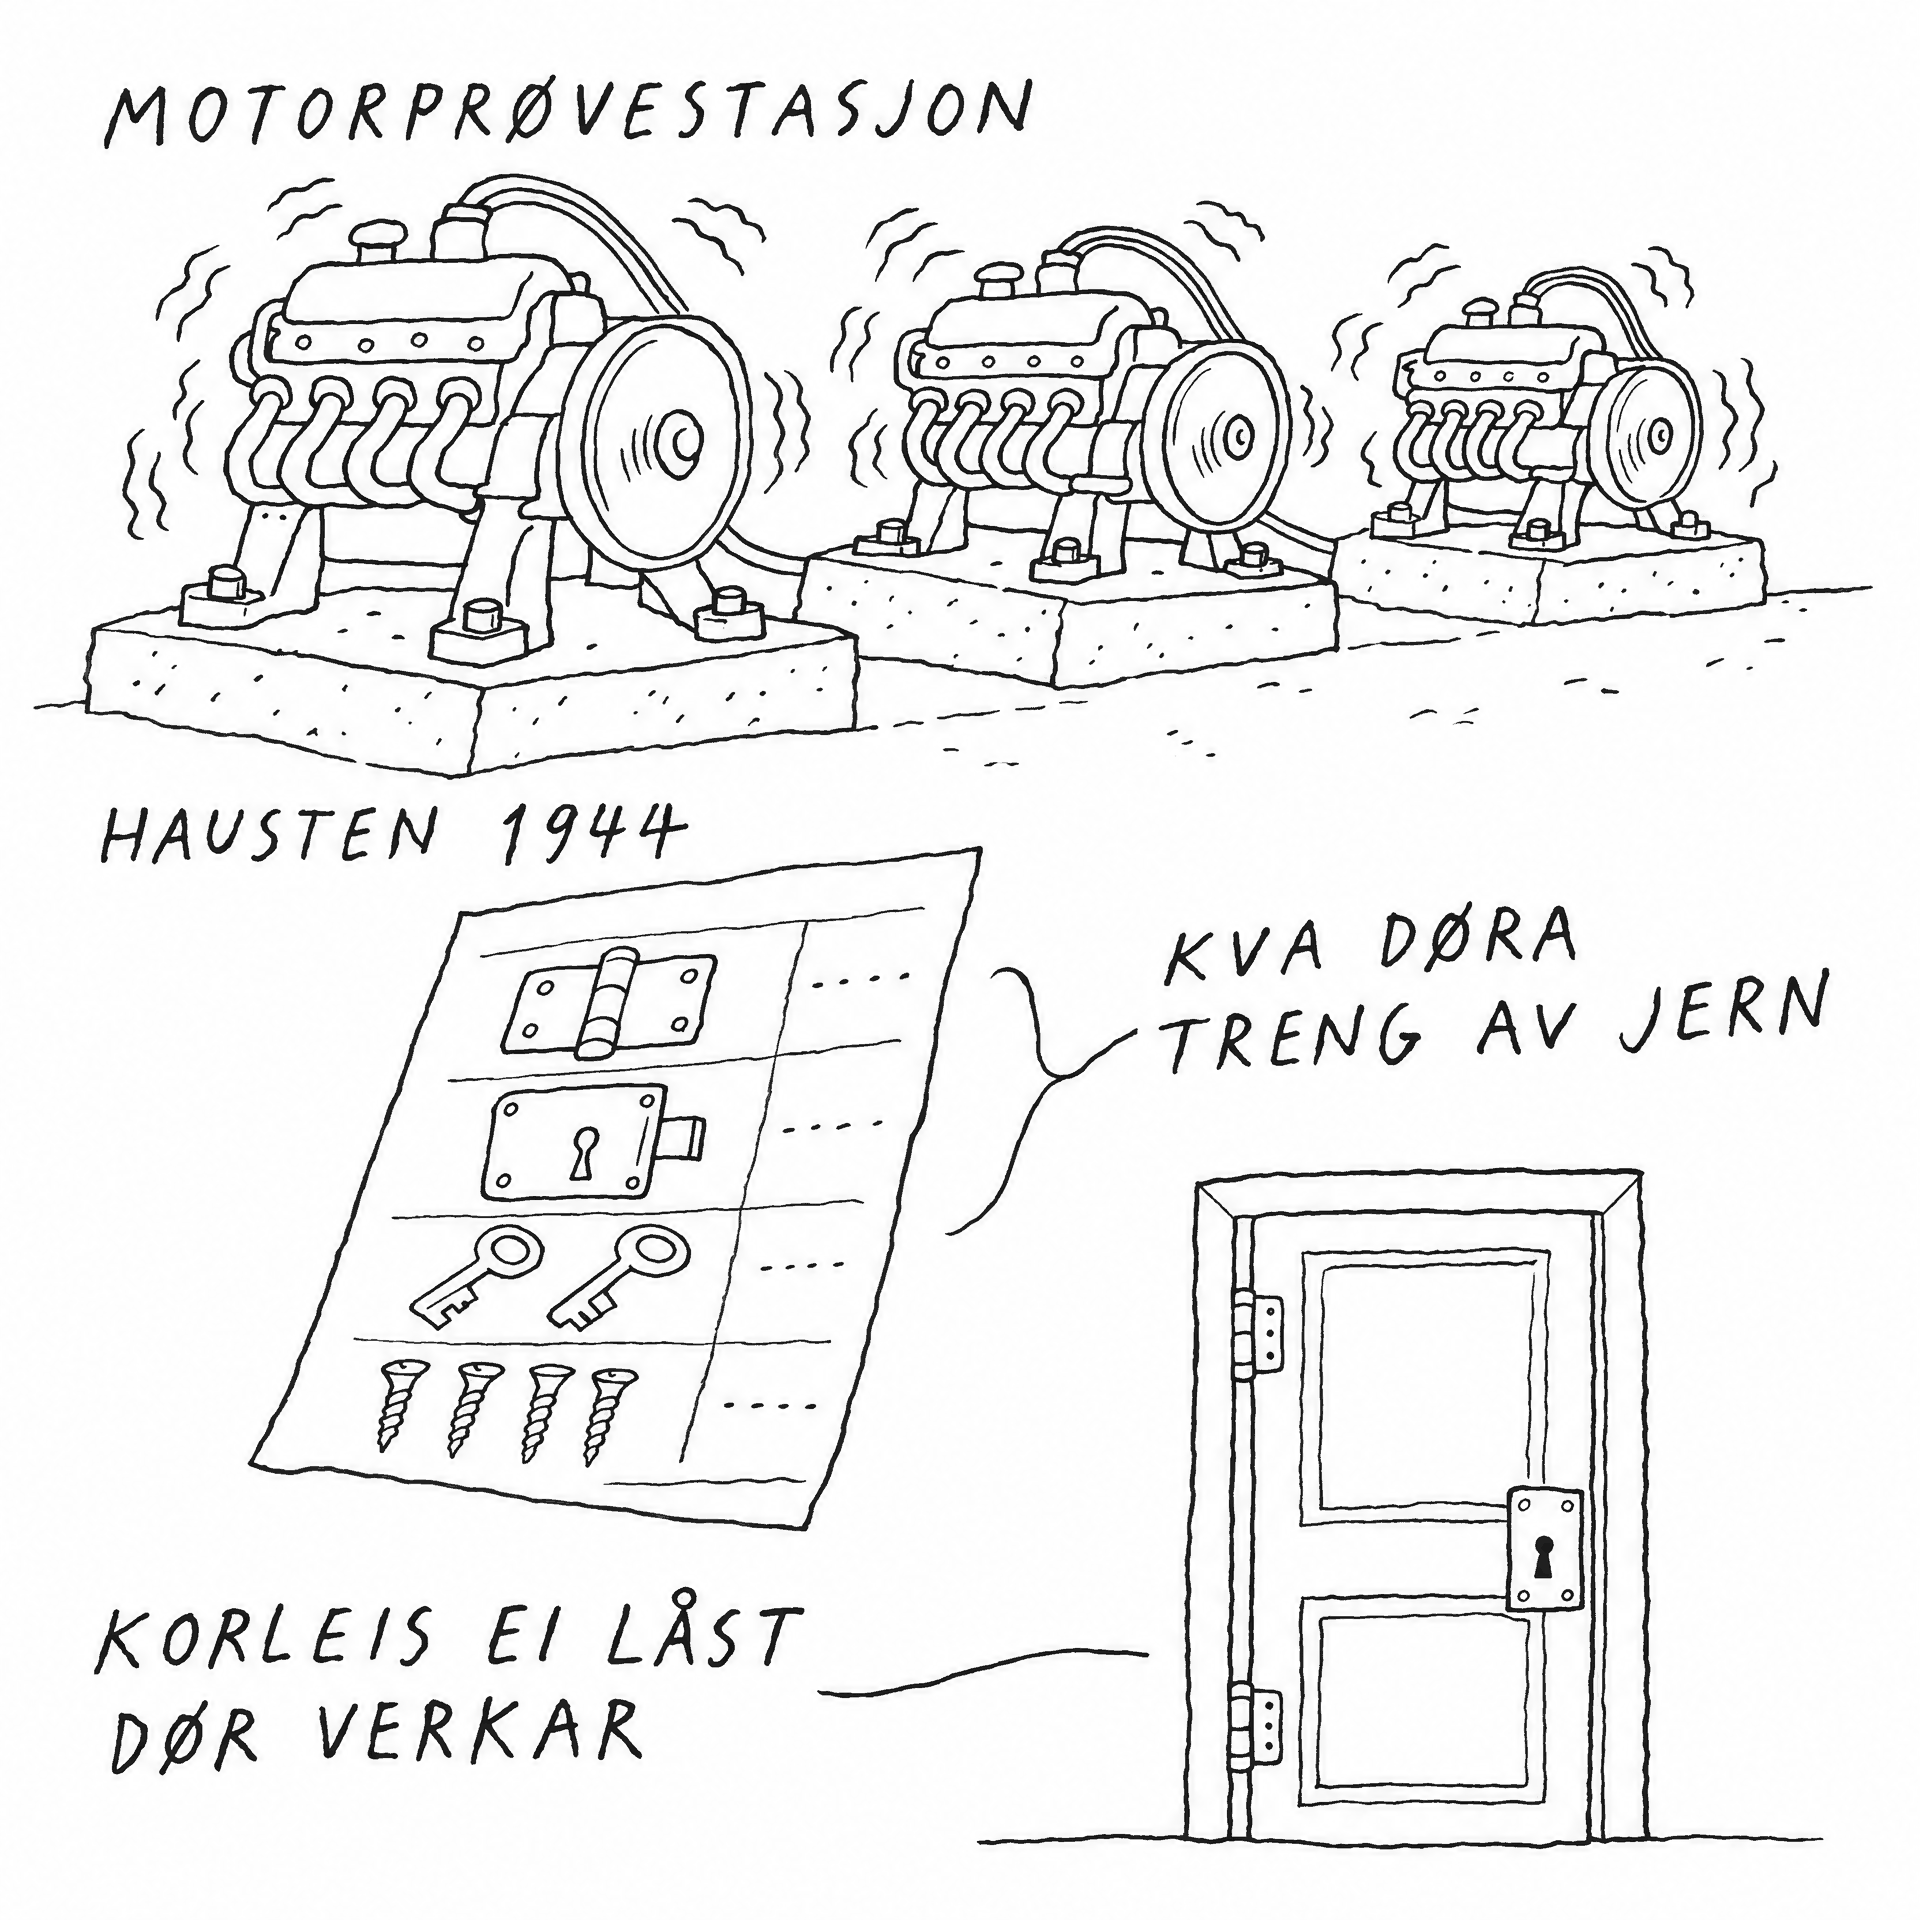 MOTORPRØVESTASJON
HAUSTEN 1944
KVA DØRA
TRENG AV JERN
KORLEIS EI LÅST
DØR VERKAR